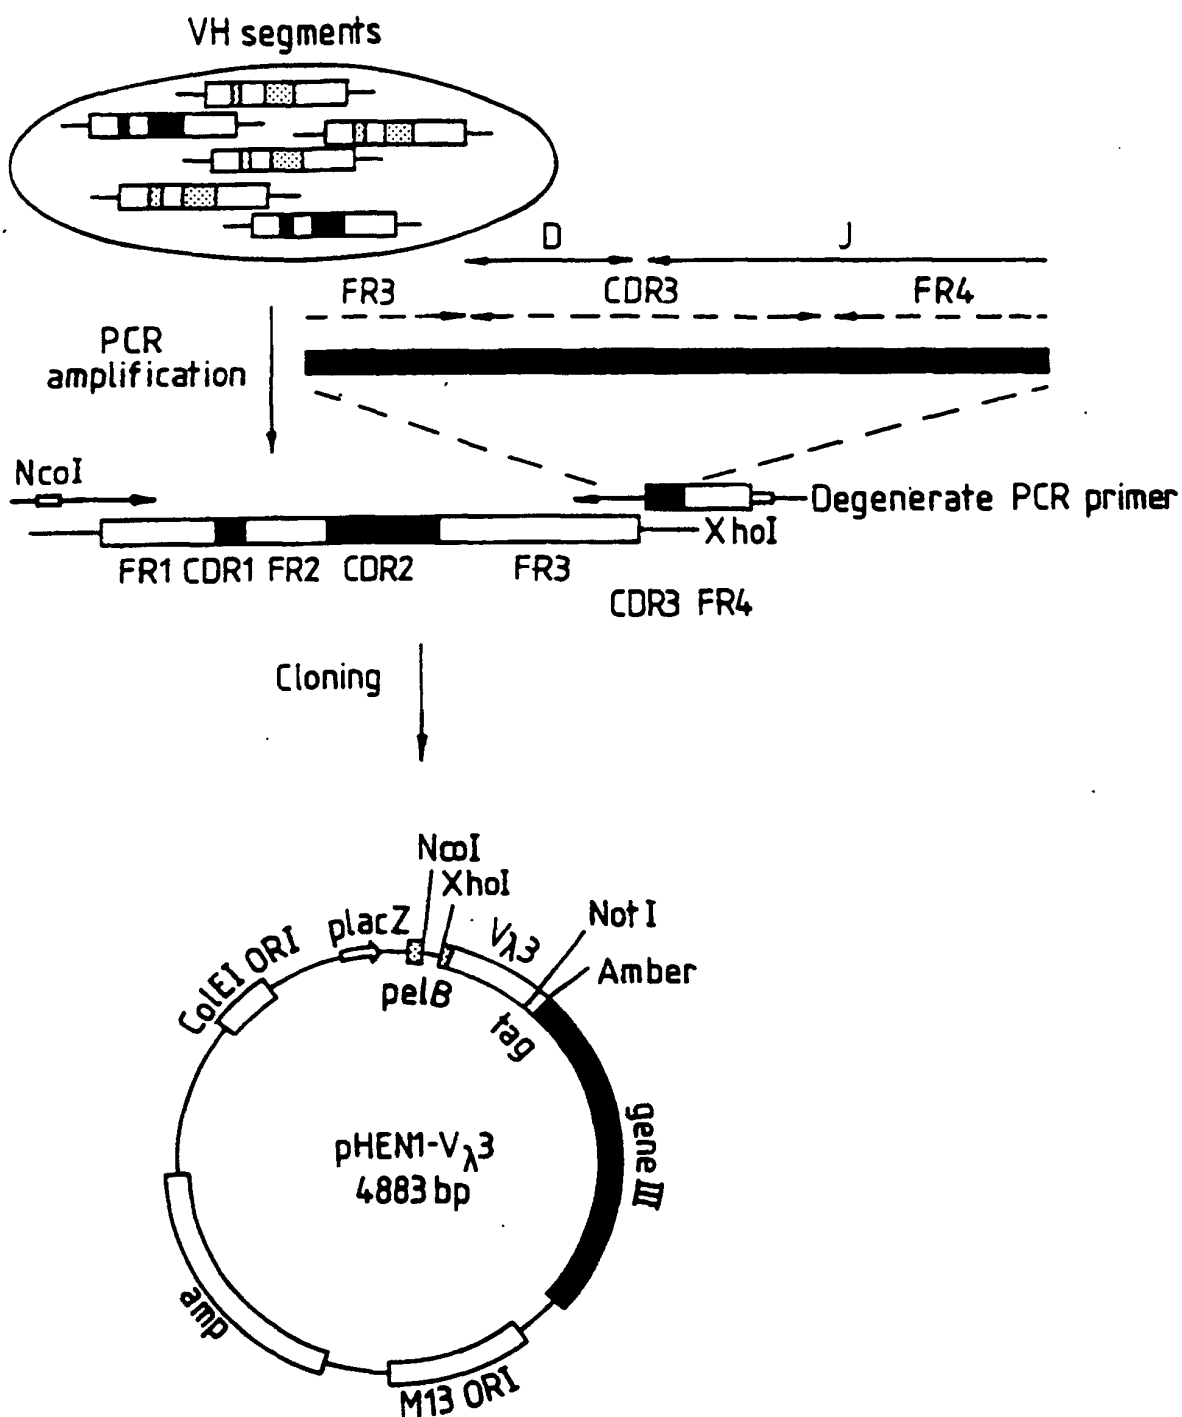 VH segments
D
J
FR3
CDR3
FR4
PCR
amplification
NcoI
Degenerate PCR primer
XhoI
FR1 CDR1 FR2 CDR2 FR3
CDR3 FR4
Cloning
NcoI
XhoI
NotI
Amber
ColEI ORI
placZ
pelB
Vλ3
tag
gene III
pHEN1-Vλ3
4883 bp
amp
M13 ORI